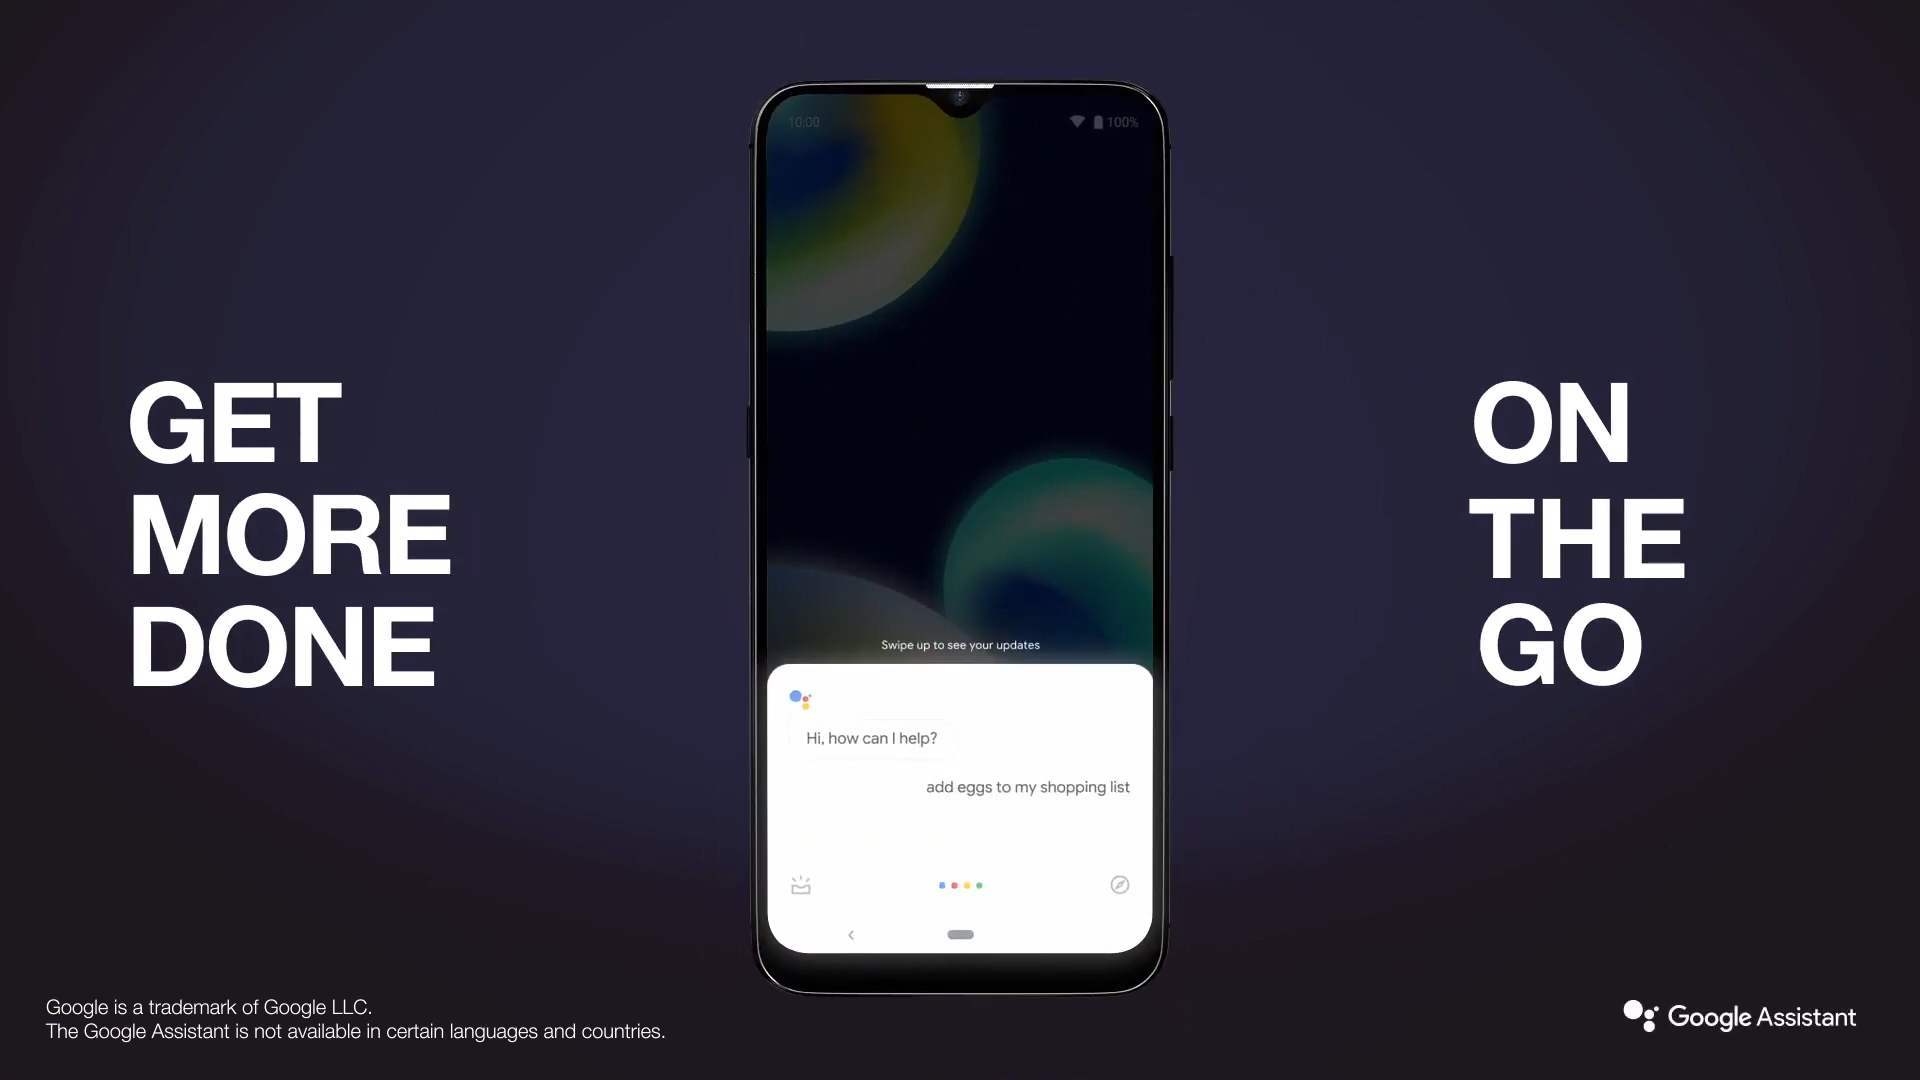 GET
MORE
DONE
ON
THE
GO
10:00
100%
Swipe up to see your updates
Hi, how can I help?
add eggs to my shopping list
Google is a trademark of Google LLC.
The Google Assistant is not available in certain languages and countries.
Google Assistant